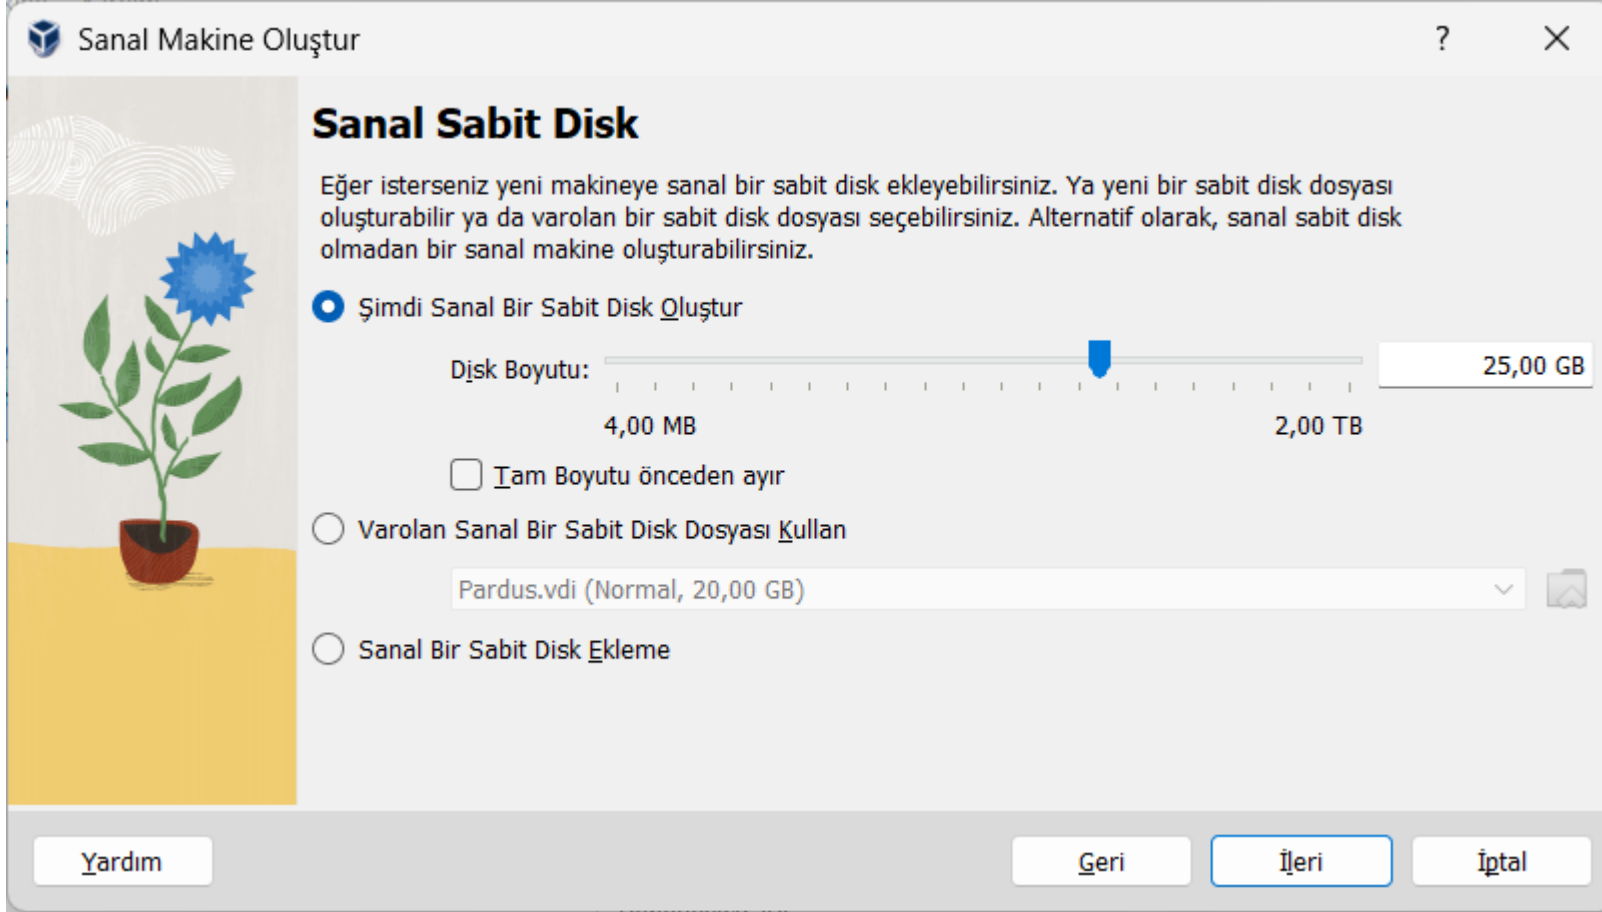 Sanal Makine Oluştur
?
Sanal Sabit Disk
Eğer isterseniz yeni makineye sanal bir sabit disk ekleyebilirsiniz. Ya yeni bir sabit disk dosyası
oluşturabilir ya da varolan bir sabit disk dosyası seçebilirsiniz. Alternatif olarak, sanal sabit disk
olmadan bir sanal makine oluşturabilirsiniz.
Şimdi Sanal Bir Sabit Disk Oluştur
Disk Boyutu:
25,00 GB
4,00 MB
2,00 TB
Tam Boyutu önceden ayır
Varolan Sanal Bir Sabit Disk Dosyası Kullan
Pardus.vdi (Normal, 20,00 GB)
Sanal Bir Sabit Disk Ekleme
Yardım
Geri
İleri
İptal